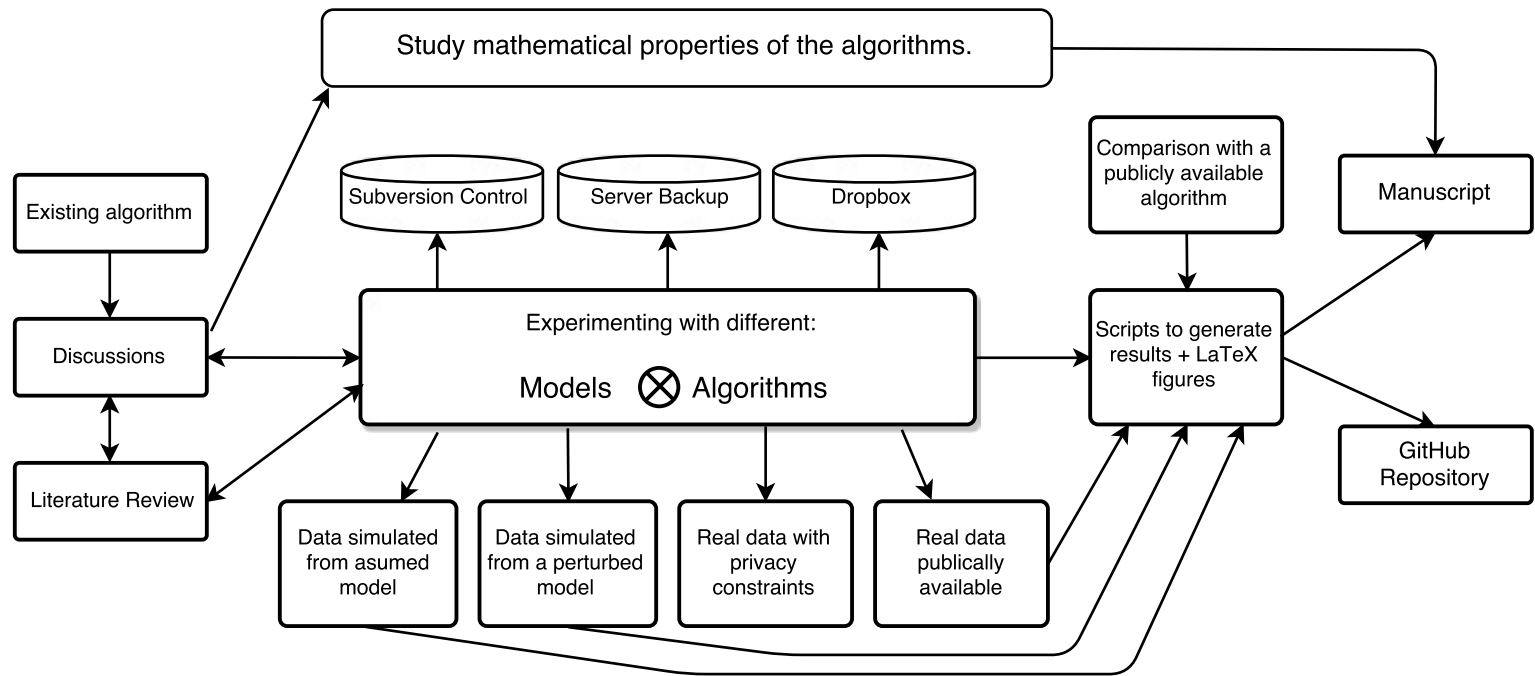 Study mathematical properties of the algorithms.
Existing algorithm
Discussions
Literature Review
Subversion Control
Server Backup
Dropbox
Experimenting with different:
Models
Algorithms
Data simulated
from asumed
model
Data simulated
from a perturbed
model
Real data with
privacy
constraints
Real data
publically
available
Comparison with a
publicly available
algorithm
Scripts to generate
results + LaTeX
figures
Manuscript
GitHub
Repository